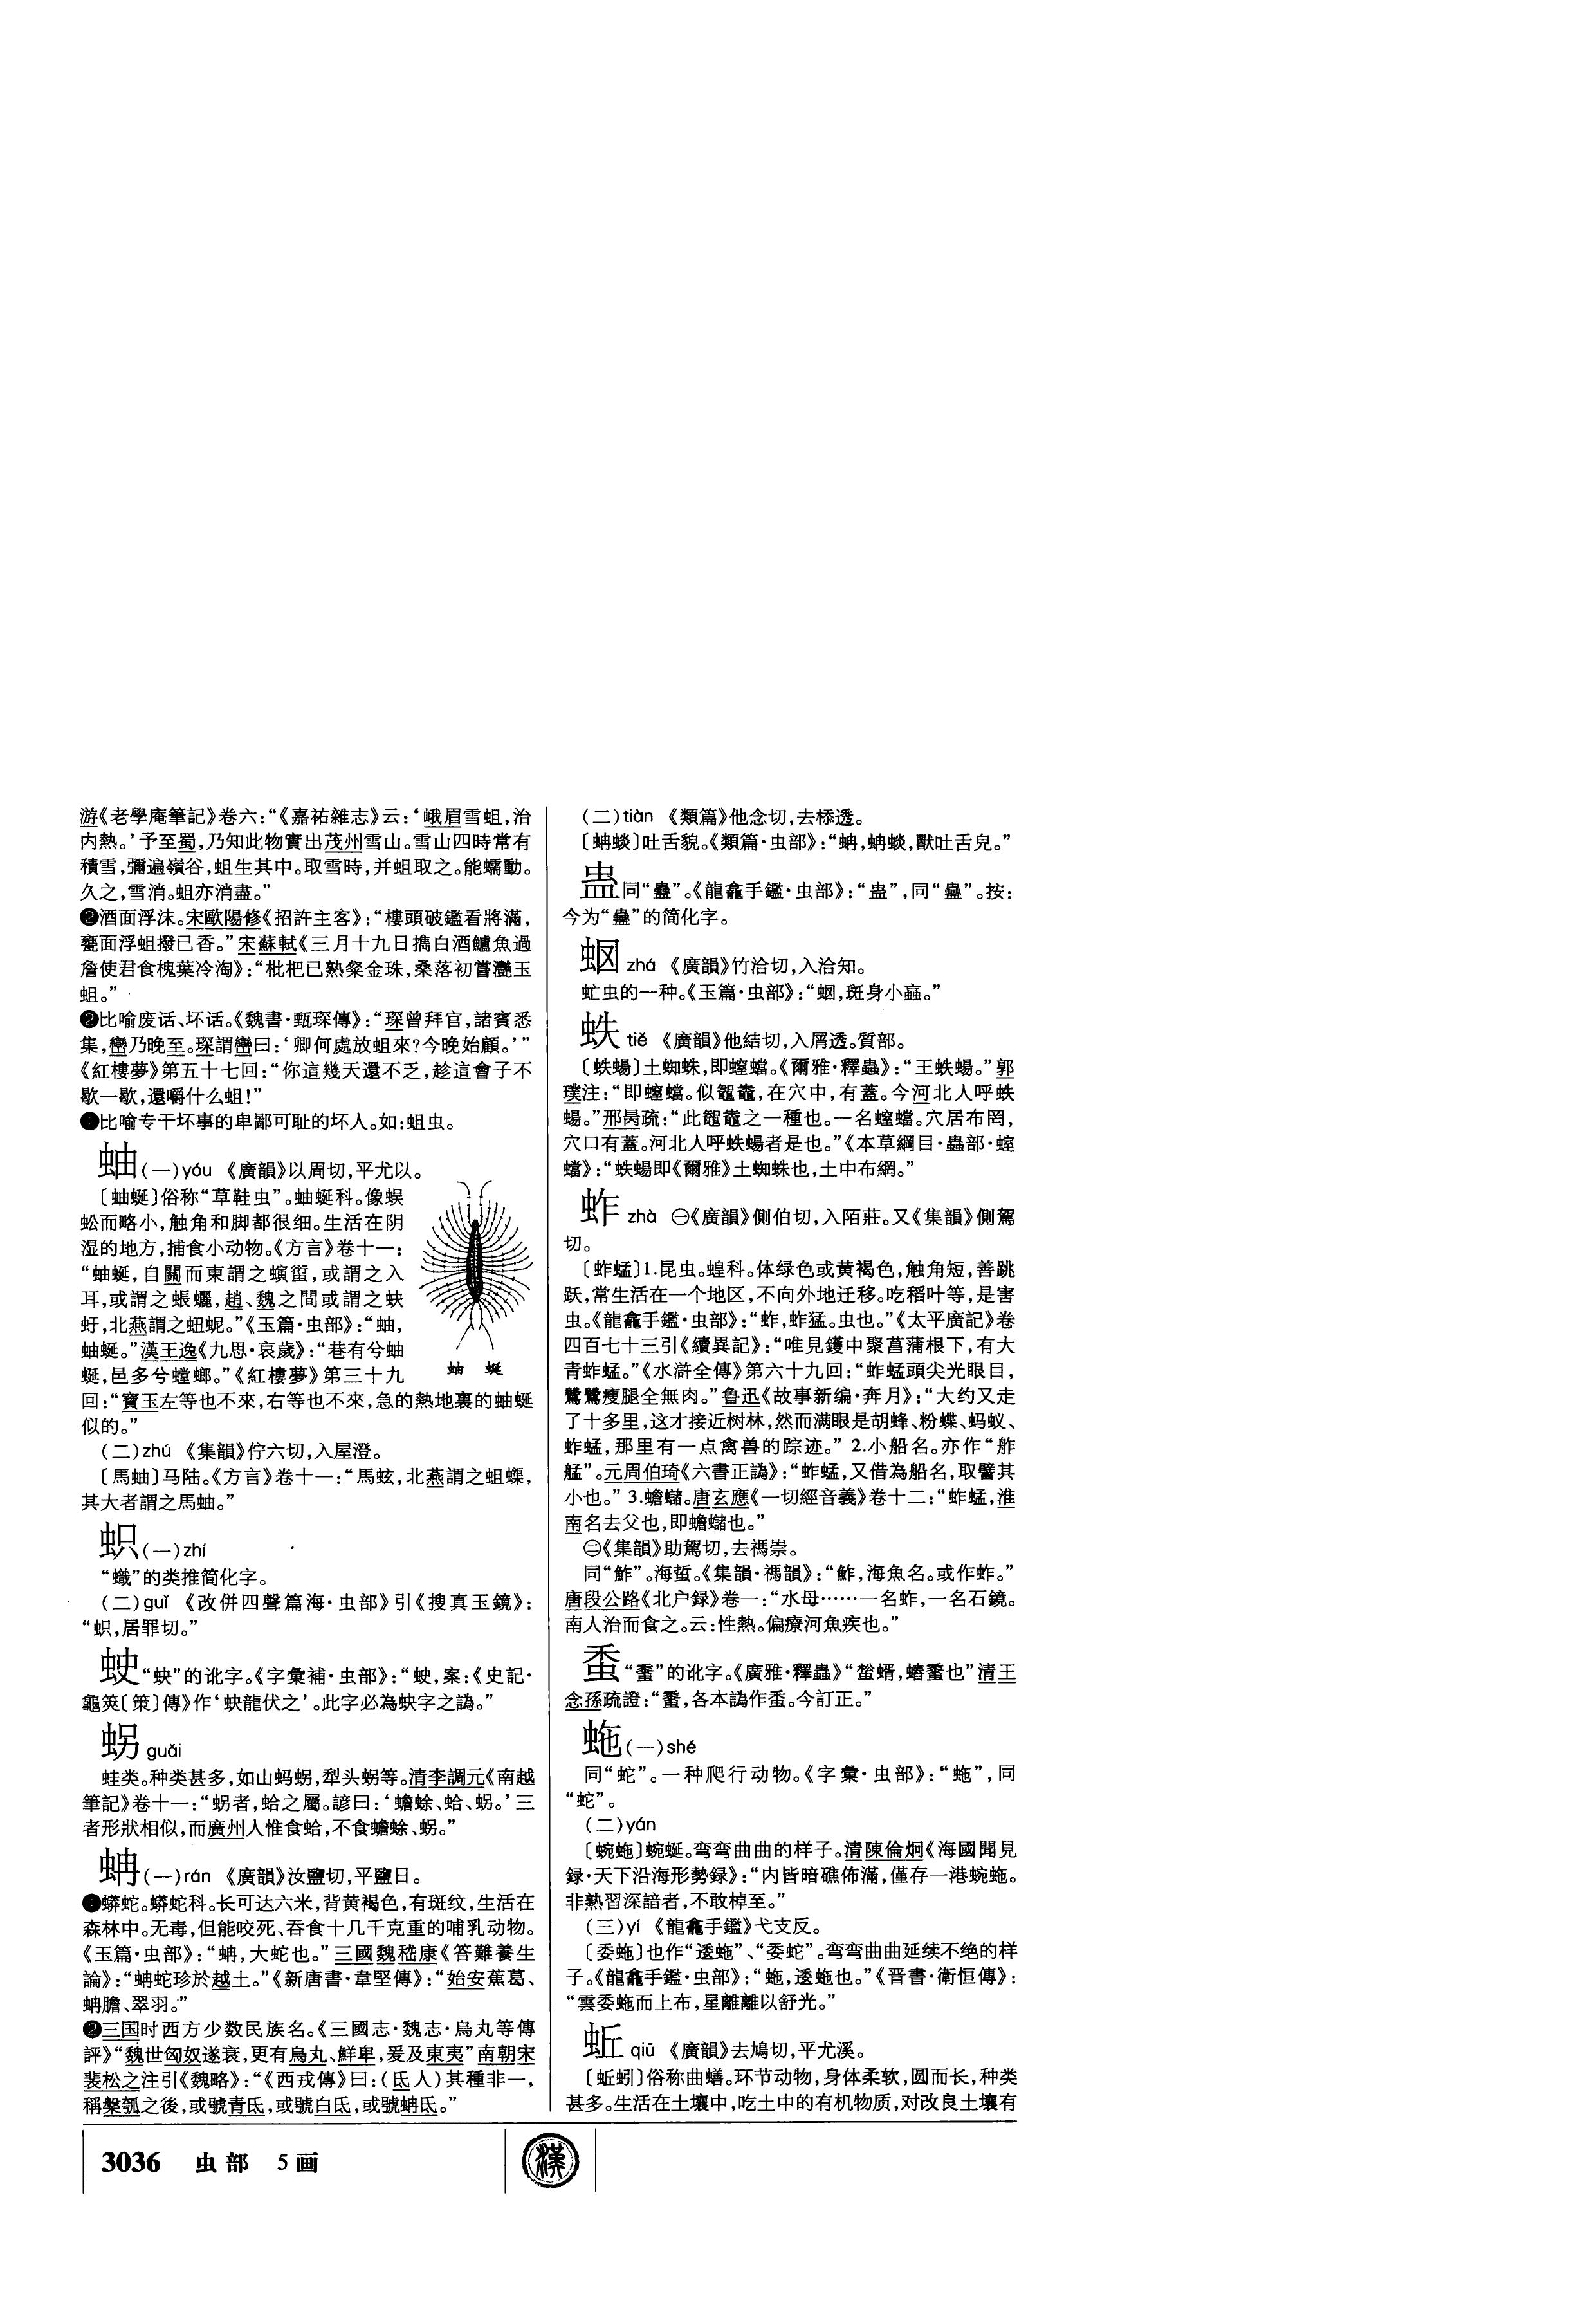 游《老學庵筆記》卷六：“《嘉祐雜志》云：‘峨眉雪蛆，治
内熱。’予至蜀，乃知此物實出茂州雪山。雪山四時常有
積雪，彌遍嶺谷，蛆生其中。取雪時，并蛆取之。能蠕動。
久之，雪消。蛆亦消盡。”
❷酒面浮沫。宋歐陽修《招許主客》：“樓頭破鑑看將滿，
甕面浮蛆撥已香。”宋蘇軾《三月十九日攜白酒鱸魚過
詹使君食槐葉冷淘》：“枇杷已熟粲金珠，桑落初嘗灧玉
蛆。”
❷比喻废话、坏话。《魏書·甄琛傳》：“琛曾拜官，諸賓悉
集，巒乃晚至。琛謂巒曰：‘卿何處放蛆來？今晚始顧。’”
《紅樓夢》第五十七回：“你這幾天還不乏，趁這會子不
歇一歇，還嚼什么蛆！”
●比喻专干坏事的卑鄙可耻的坏人。如：蛆虫。
蚰（一）yóu 《廣韻》以周切，平尤以。
〔蚰蜒〕俗称“草鞋虫”。蚰蜒科。像蜈
蚣而略小，触角和脚都很细。生活在阴
湿的地方，捕食小动物。《方言》卷十一：
“蚰蜒，自關而東謂之螾䖤，或謂之入
耳，或謂之蜄䗫，趙、魏之間或謂之蚨
虶，北燕謂之蚭蚭。”《玉篇·虫部》：“蚰，
蚰蜒。”漢王逸《九思·哀歲》：“巷有兮蚰
蜒，邑多兮螳螂。”《紅樓夢》第三十九
回：“寶玉左等也不來，右等也不來，急的熱地裏的蚰蜒
似的。”
蚰 蜒
（二）zhú 《集韻》佇六切，入屋澄。
〔馬蚰〕马陆。《方言》卷十一：“馬蚿，北燕謂之蛆蟝，
其大者謂之馬蚰。”
𫊸（一）zhí
“蟙”的类推简化字。
（二）guǐ 《改併四聲篇海·虫部》引《搜真玉鏡》：
“𫊸，居罪切。”
“蚗”的讹字。《字彙補·虫部》：“，案：《史記·
龜筴〔策〕傳》作‘蚗龍伏之’。此字必為蚗字之譌。”
蛃 guǎi
蛙类。种类甚多，如山蚂，犁头等。清李調元《南越
筆記》卷十一：“者，蛤之屬。諺曰：‘蟾蜍、蛤、。’三
者形狀相似，而廣州人惟食蛤，不食蟾蜍、。”
蚺（一）rán 《廣韻》汝鹽切，平鹽日。
●蟒蛇。蟒蛇科。长可达六米，背黄褐色，有斑纹，生活在
森林中。无毒，但能咬死、吞食十几千克重的哺乳动物。
《玉篇·虫部》：“蚺，大蛇也。”三國魏嵇康《答難養生
論》：“蚺蛇珍於越土。”《新唐書·韋堅傳》：“始安蕉葛、
蚺膽、翠羽。”
❷三国时西方少数民族名。《三國志·魏志·烏丸等傳
評》“魏世匈奴遂衰，更有烏丸、鮮卑，爰及東夷”南朝宋
裴松之注引《魏略》：“《西戎傳》曰：（氐人）其種非一，
稱槃瓠之後，或號青氐，或號白氐，或號蚺氐。”
（二）tiàn 《類篇》他念切，去㮇透。
〔蚺䗊〕吐舌貌。《類篇·虫部》：“蚺，蚺䗊，獸吐舌皃。”
蛊同“蠱”。《龍龕手鑑·虫部》：“蛊”，同“蠱”。按：
今为“蠱”的简化字。
zhá 《廣韻》竹洽切，入洽知。
虻虫的一种。《玉篇·虫部》：“，斑身小蝱。”
蛈 tiě 《廣韻》他結切，入屑透。質部。
〔蛈蝪〕土蜘蛛，即螲蟷。《爾雅·釋蟲》：“王蛈蝪。”郭
璞注：“即螲蟷。似䵹鼄，在穴中，有蓋。今河北人呼蛈
蝪。”邢昺疏：“此䵹鼄之一種也。一名螲蟷。穴居布罔，
穴口有蓋。河北人呼蛈蝪者是也。”《本草綱目·蟲部·螲
蟷》：“蛈蝪即《爾雅》土蜘蛛也，土中布網。”
蚱 zhà ㊀《廣韻》側伯切，入陌莊。又《集韻》側駕
切。
〔蚱蜢〕1.昆虫。蝗科。体绿色或黄褐色，触角短，善跳
跃，常生活在一个地区，不向外地迁移。吃稻叶等，是害
虫。《龍龕手鑑·虫部》：“蚱，蚱猛。虫也。”《太平廣記》卷
四百七十三引《續異記》：“唯見鑊中聚菖蒲根下，有大
青蚱蜢。”《水滸全傳》第六十九回：“蚱蜢頭尖光眼目，
鷺鷥瘦腿全無肉。”鲁迅《故事新编·奔月》：“大约又走
了十多里，这才接近树林，然而满眼是胡蜂、粉蝶、蚂蚁、
蚱蜢，那里有一点禽兽的踪迹。” 2.小船名。亦作“舴
艋”。元周伯琦《六書正譌》：“蚱蜢，又借為船名，取譬其
小也。” 3.蟾蠩。唐玄應《一切經音義》卷十二：“蚱蜢，淮
南名去父也，即蟾蠩也。”
㊁《集韻》助駕切，去禡崇。
同“鮓”。海蜇。《集韻·禡韻》：“鮓，海魚名。或作蚱。”
唐段公路《北户録》卷一：“水母……一名蚱，一名石鏡。
南人治而食之。云：性熱。偏療河魚疾也。”
“䘀”的讹字。《廣雅·釋蟲》“蛬蝑，蝽也”清王
念孫疏證：“，各本譌作。今訂正。”
䖡（一）shé
同“蛇”。一种爬行动物。《字彙·虫部》：“䖡”，同
“蛇”。
（二）yán
〔蜿䖡〕蜿蜒。弯弯曲曲的样子。清陳倫炯《海國聞見
録·天下沿海形勢録》：“内皆暗礁佈滿，僅存一港蜿䖡。
非熟習深諳者，不敢棹至。”
（三）yí 《龍龕手鑑》弋支反。
〔委䖡〕也作“逶䖡”、“委蛇”。弯弯曲曲延续不绝的样
子。《龍龕手鑑·虫部》：“䖡，逶䖡也。”《晋書·衛恒傳》：
“雲委䖡而上布，星離離以舒光。”
蚯 qiū 《廣韻》去鳩切，平尤溪。
〔蚯蚓〕俗称曲蟮。环节动物，身体柔软，圆而长，种类
甚多。生活在土壤中，吃土中的有机物质，对改良土壤有
3036 虫部 5画
漢